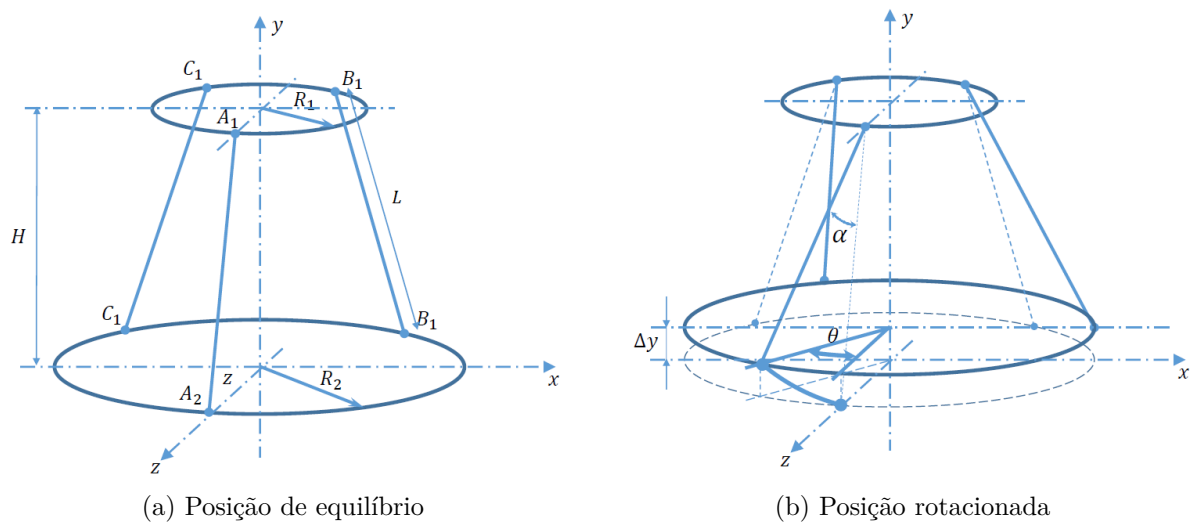 y
C₁
B₁
R₁
A₁
L
H
B₁
C₁
x
z
R₂
A₂
z
(a) Posição de equilíbrio
y
α
Δy
θ
x
z
(b) Posição rotacionada